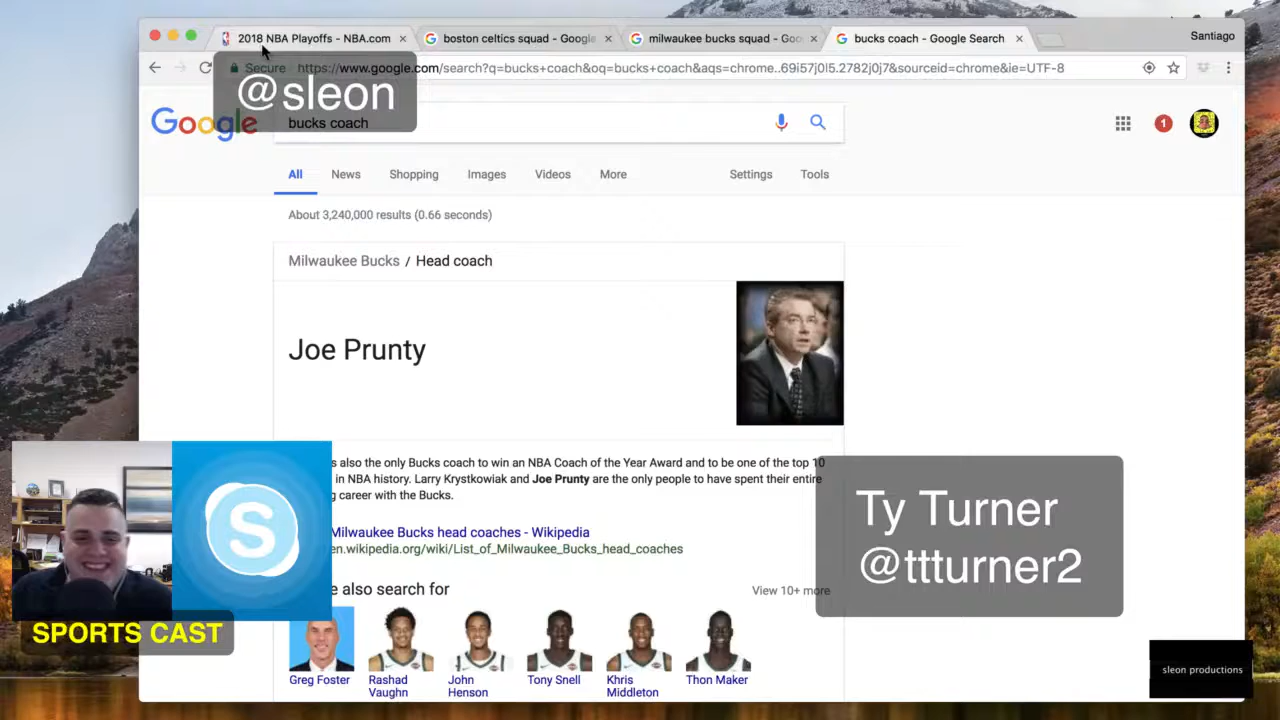 2018 NBA Playoffs - NBA.com
boston celtics squad - Google
milwaukee bucks squad - Goo
bucks coach - Google Search
Santiago
Secure https://www.google.com/search?q=bucks+coach&oq=bucks+coach&aqs=chrome..69i57j0l5.2782j0j7&sourceid=chrome&ie=UTF-8
@sleon
Google
bucks coach
1
All News Shopping Images Videos More Settings Tools
About 3,240,000 results (0.66 seconds)
Milwaukee Bucks / Head coach
Joe Prunty
s also the only Bucks coach to win an NBA Coach of the Year Award and to be one of the top 10
in NBA history. Larry Krystkowiak and Joe Prunty are the only people to have spent their entire
career with the Bucks.
Milwaukee Bucks head coaches - Wikipedia
en.wikipedia.org/wiki/List_of_Milwaukee_Bucks_head_coaches
e also search for
View 10+ more
Greg Foster
Rashad Vaughn
John Henson
Tony Snell
Khris Middleton
Thon Maker
S
SPORTS CAST
Ty Turner
@ttturner2
sleon productions